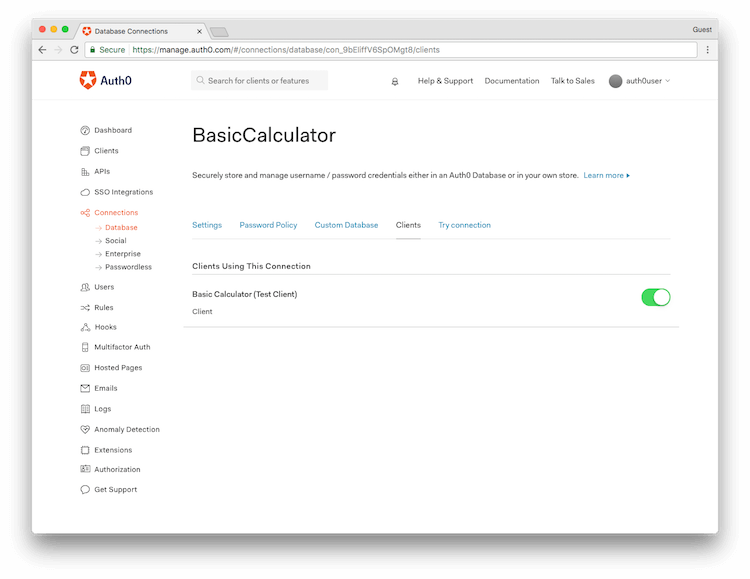 Database Connections
Guest
Secure https://manage.auth0.com/#/connections/database/con_9bEliffV6SpOMgt8/clients
Auth0
Search for clients or features
Help & Support Documentation Talk to Sales auth0user
Dashboard
Clients
APIs
SSO Integrations
Connections
Database
Social
Enterprise
Passwordless
Users
Rules
Hooks
Multifactor Auth
Hosted Pages
Emails
Logs
Anomaly Detection
Extensions
Authorization
Get Support
BasicCalculator
Securely store and manage username / password credentials either in an Auth0 Database or in your own store. Learn more
Settings Password Policy Custom Database Clients Try connection
Clients Using This Connection
Basic Calculator (Test Client)
Client